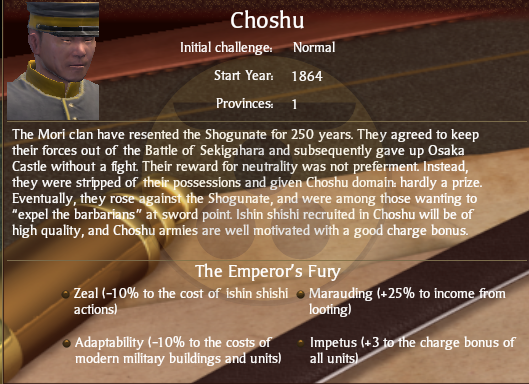 Choshu
Initial challenge: Normal
Start Year: 1864
Provinces: 1
The Mori clan have resented the Shogunate for 250 years. They agreed to keep
their forces out of the Battle of Sekigahara and subsequently gave up Osaka
Castle without a fight. Their reward for neutrality was not preferment. Instead,
they were stripped of their possessions and given Choshu domain: hardly a prize.
Eventually, they rose against the Shogunate, and were among those wanting to
"expel the barbarians" at sword point. Ishin shishi recruited in Choshu will be of
high quality, and Choshu armies are well motivated with a good charge bonus.
The Emperor's Fury
Zeal (-10% to the cost of ishin shishi
actions)
Marauding (+25% to income from
looting)
Adaptability (-10% to the costs of
modern military buildings and units)
Impetus (+3 to the charge bonus of
all units)